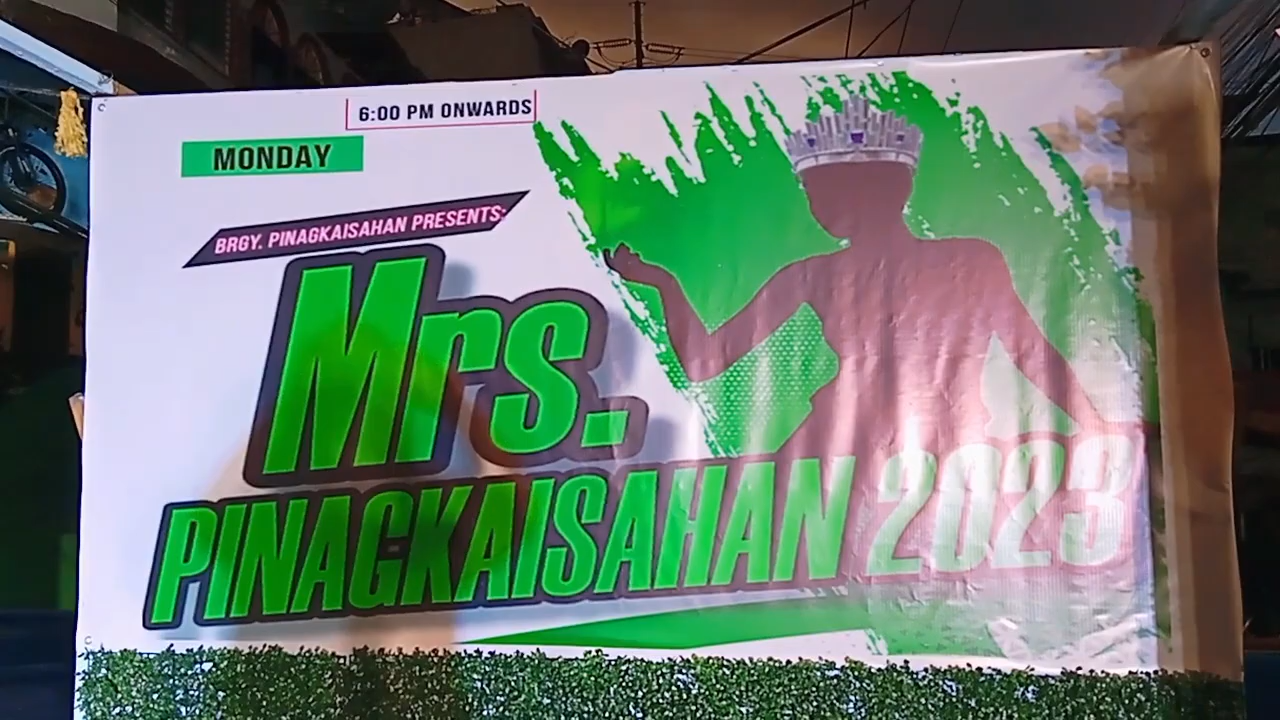 6:00 PM ONWARDS
MONDAY
BRGY. PINAGKAISAHAN PRESENTS:
Mrs.
PINAGKAISAHAN 2023